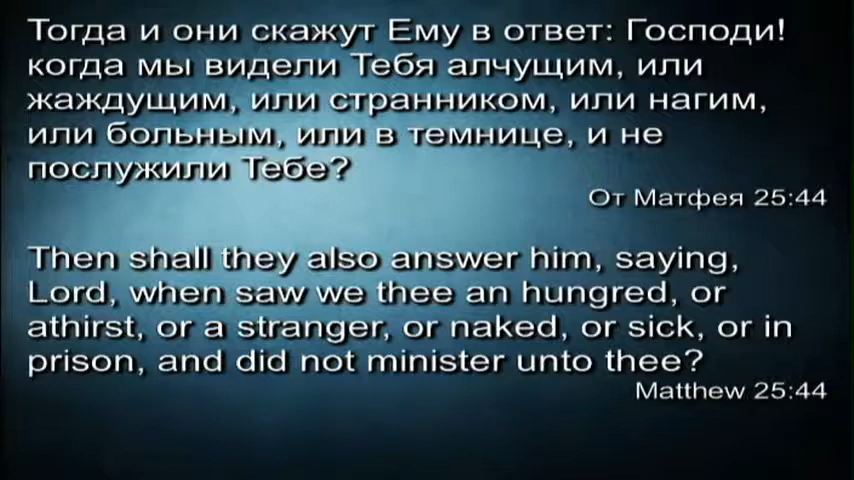 Тогда и они скажут Ему в ответ: Господи!
когда мы видели Тебя алчущим, или
жаждущим, или странником, или нагим,
или больным, или в темнице, и не
послужили Тебе?
От Матфея 25:44
Then shall they also answer him, saying,
Lord, when saw we thee an hungred, or
athirst, or a stranger, or naked, or sick, or in
prison, and did not minister unto thee?
Matthew 25:44